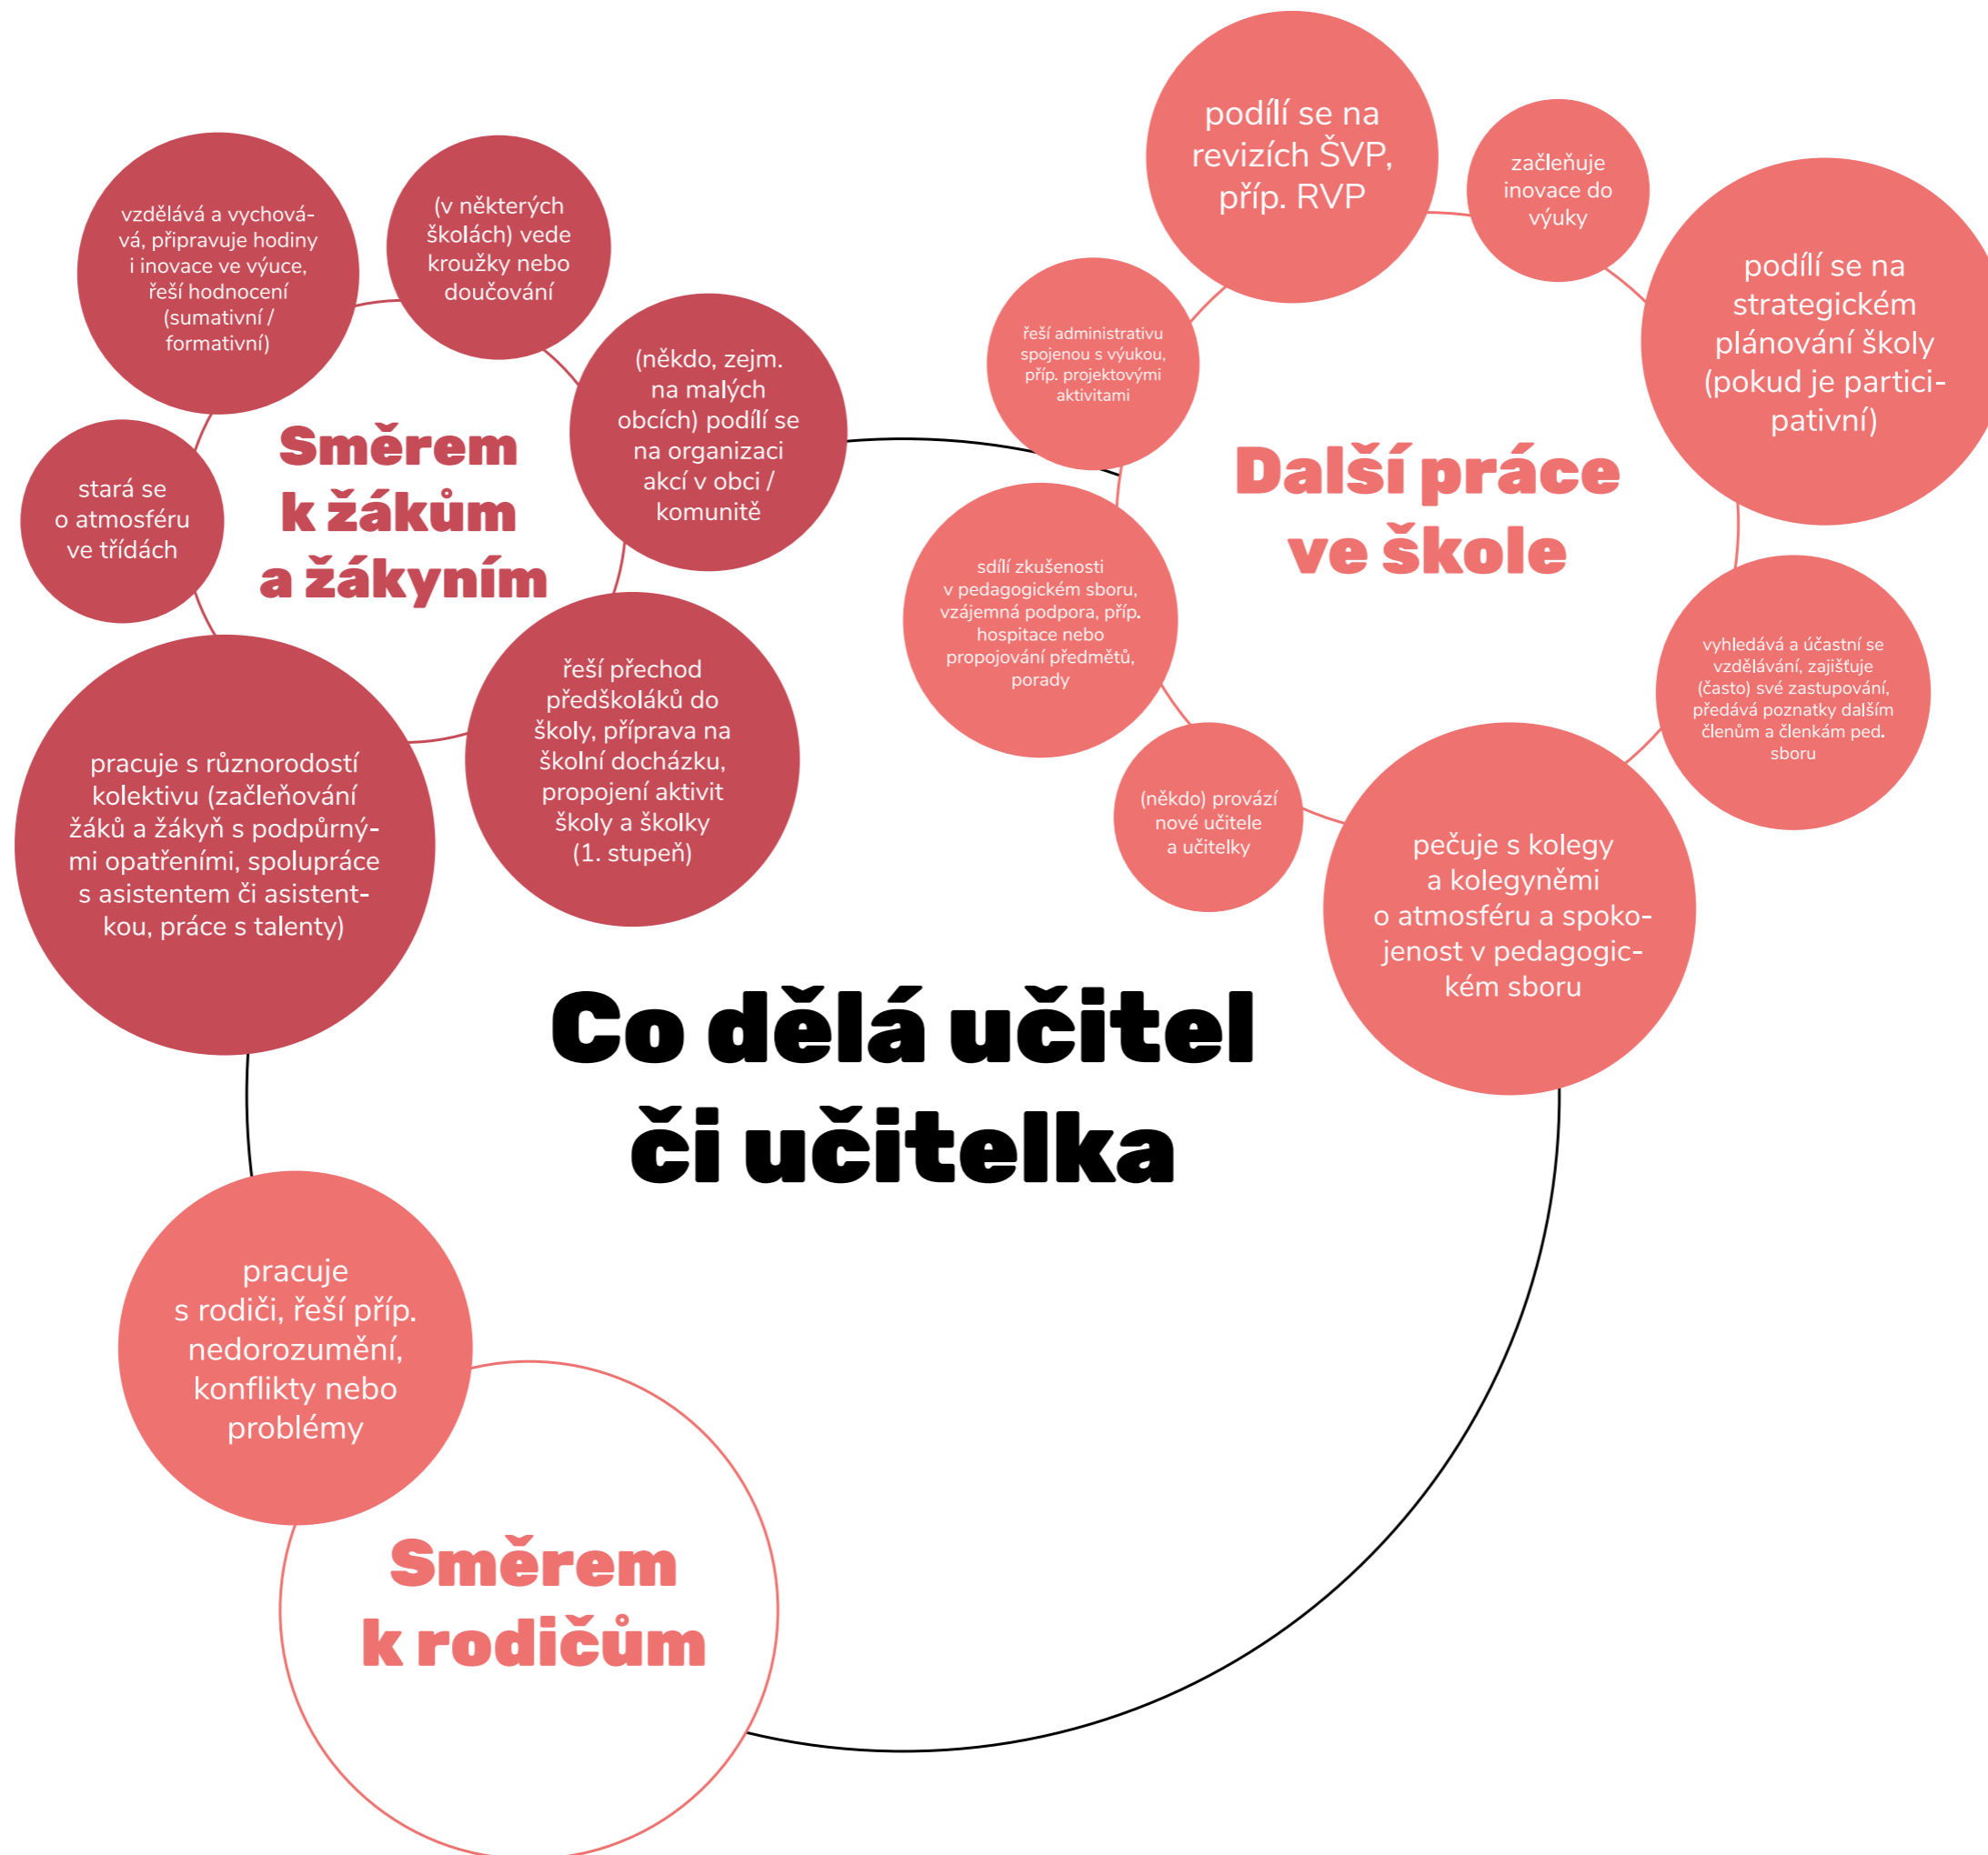 vzdělává a vychová-
vá, připravuje hodiny
i inovace ve výuce,
řeší hodnocení
(sumativní /
formativní)
(v některých
školách) vede
kroužky nebo
doučování
(někdo, zejm.
na malých
obcích) podílí se
na organizaci
akcí v obci /
komunitě
stará se
o atmosféru
ve třídách
Směrem
k žákům
a žákyním
řeší přechod
předškoláků do
školy, příprava na
školní docházku,
propojení aktivit
školy a školky
(1. stupeň)
pracuje s různorodostí
kolektivu (začleňování
žáků a žákyň s podpůrný-
mi opatřeními, spolupráce
s asistentem či asistent-
kou, práce s talenty)
podílí se na
revizích ŠVP,
příp. RVP
začleňuje
inovace do
výuky
podílí se na
strategickém
plánování školy
(pokud je partici-
pativní)
řeší administrativu
spojenou s výukou,
příp. projektovými
aktivitami
Další práce
ve škole
sdílí zkušenosti
v pedagogickém sboru,
vzájemná podpora, příp.
hospitace nebo
propojování předmětů,
porady
vyhledává a účastní se
vzdělávání, zajišťuje
(často) své zastupování,
předává poznatky dalším
členům a členkám ped.
sboru
(někdo) provází
nové učitele
a učitelky
pečuje s kolegy
a kolegyněmi
o atmosféru a spoko-
jenost v pedagogic-
kém sboru
Co dělá učitel
či učitelka
pracuje
s rodiči, řeší příp.
nedorozumění,
konflikty nebo
problémy
Směrem
k rodičům